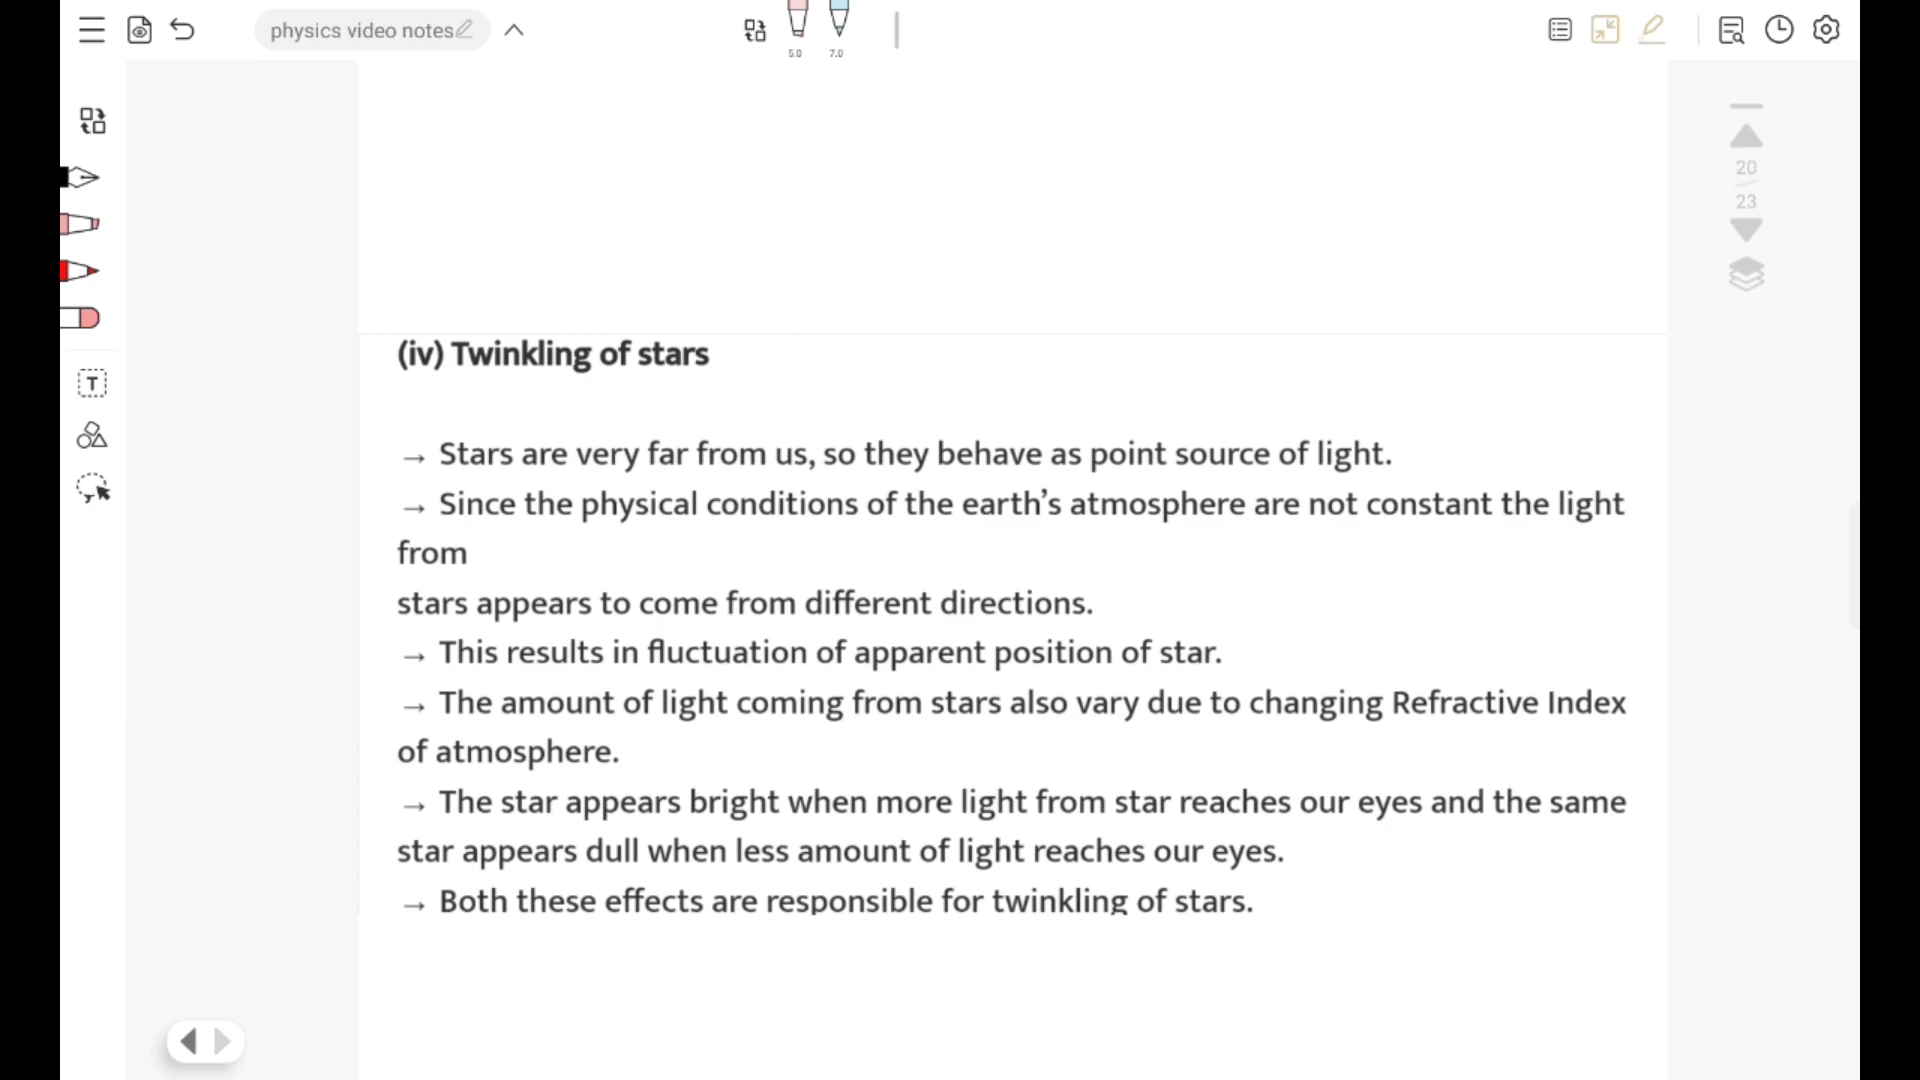 physics video notes
5.0
7.0
20
23
T
(iv) Twinkling of stars
→ Stars are very far from us, so they behave as point source of light.
→ Since the physical conditions of the earth’s atmosphere are not constant the light
from
stars appears to come from different directions.
→ This results in fluctuation of apparent position of star.
→ The amount of light coming from stars also vary due to changing Refractive Index
of atmosphere.
→ The star appears bright when more light from star reaches our eyes and the same
star appears dull when less amount of light reaches our eyes.
→ Both these effects are responsible for twinkling of stars.